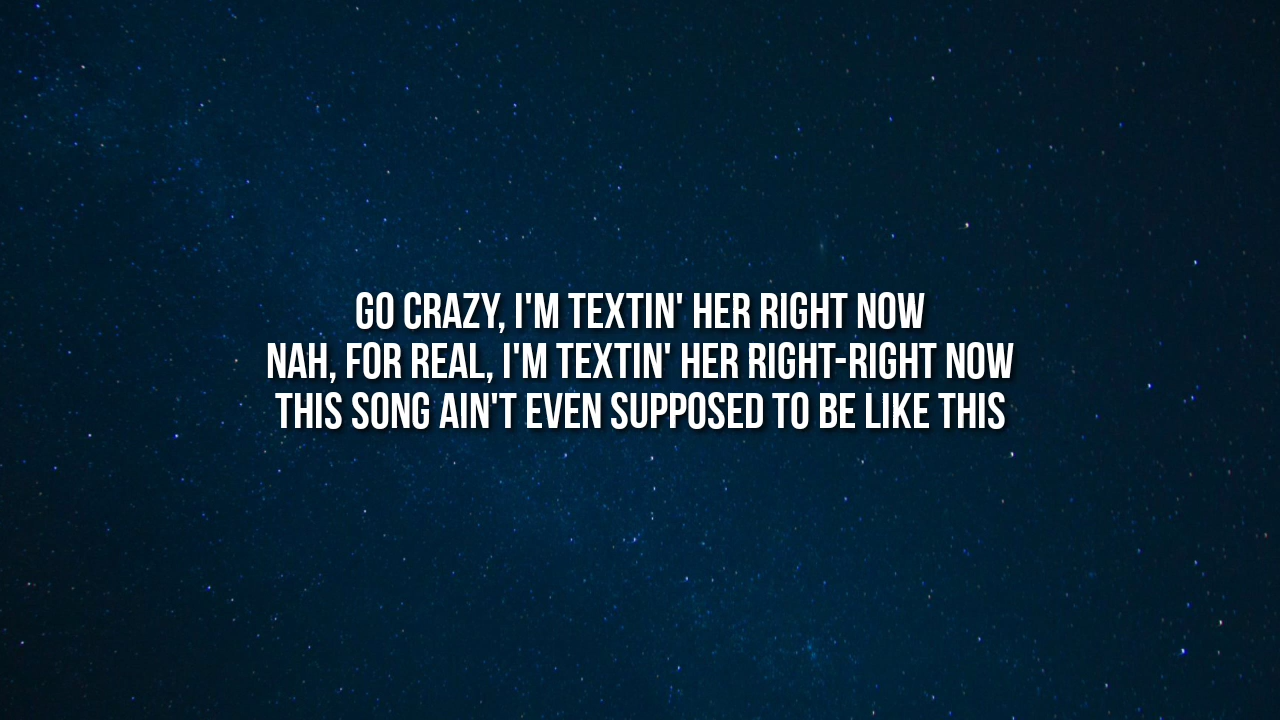 GO CRAZY, I'M TEXTIN' HER RIGHT NOW
NAH, FOR REAL, I'M TEXTIN' HER RIGHT-RIGHT NOW
THIS SONG AIN'T EVEN SUPPOSED TO BE LIKE THIS